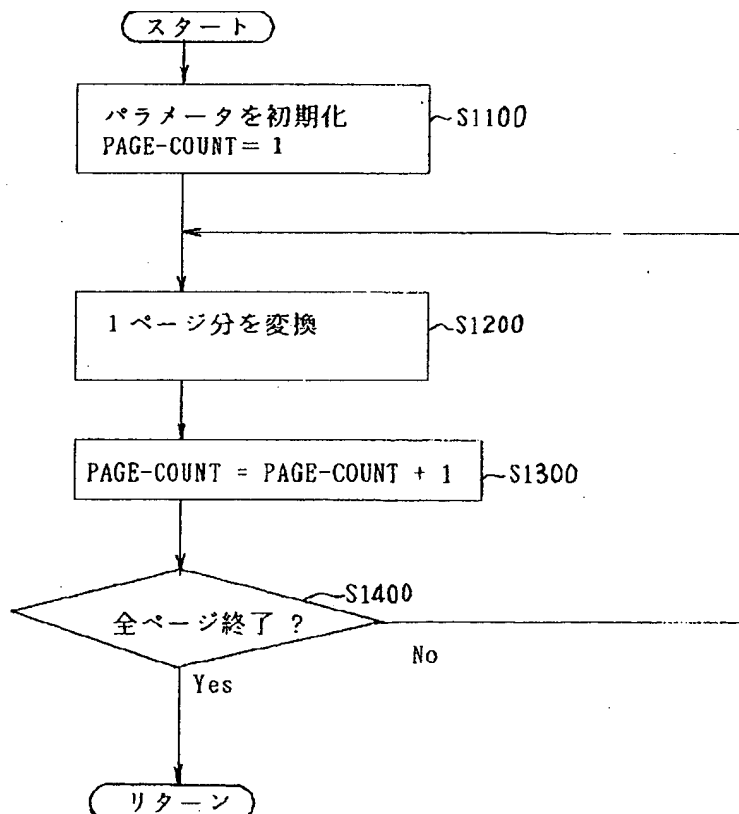 スタート
パラメータを初期化
PAGE-COUNT = 1
S1100
1ページ分を変換
S1200
PAGE-COUNT = PAGE-COUNT + 1
S1300
S1400
全ページ終了 ?
No
Yes
リターン